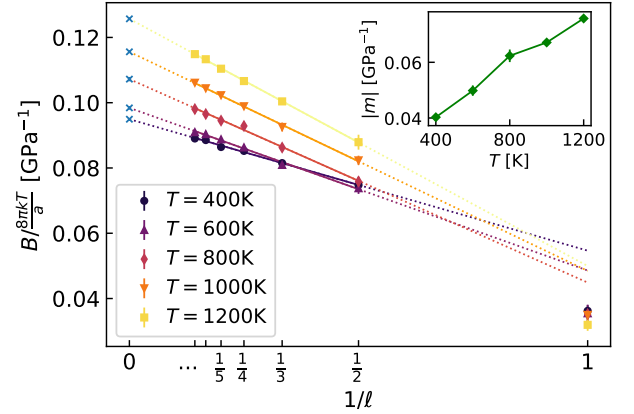 0.12
0.10
0.08
0.06
0.04
B/\frac{8πkT}{a} [GPa⁻¹]
|m| [GPa⁻¹]
0.06
0.04
400 800 1200
T [K]
T = 400K
T = 600K
T = 800K
T = 1000K
T = 1200K
0 ... 1/5 1/4 1/3 1/2 1
1/ℓ